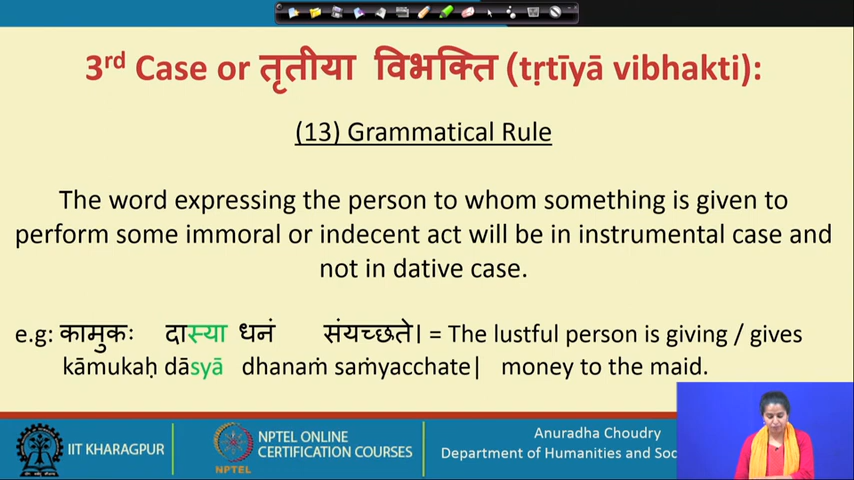 3rd Case or तृतीया विभक्ति (tṛtīyā vibhakti):
(13) Grammatical Rule
The word expressing the person to whom something is given to
perform some immoral or indecent act will be in instrumental case and
not in dative case.
e.g: कामुकः दास्या धनं संयच्छते। = The lustful person is giving / gives
kāmukaḥ dāsyā dhanaṁ saṁyacchate| money to the maid.
IIT KHARAGPUR
NPTEL
NPTEL ONLINE
CERTIFICATION COURSES
Anuradha Choudry
Department of Humanities and Soc